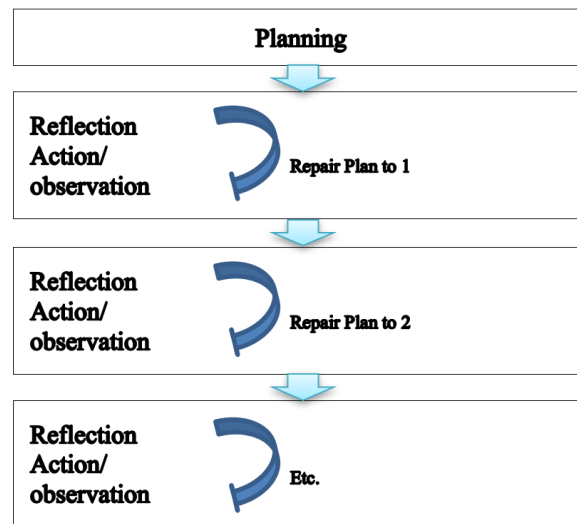 Planning
Reflection
Action/
observation
Repair Plan to 1
Reflection
Action/
observation
Repair Plan to 2
Reflection
Action/
observation
Etc.